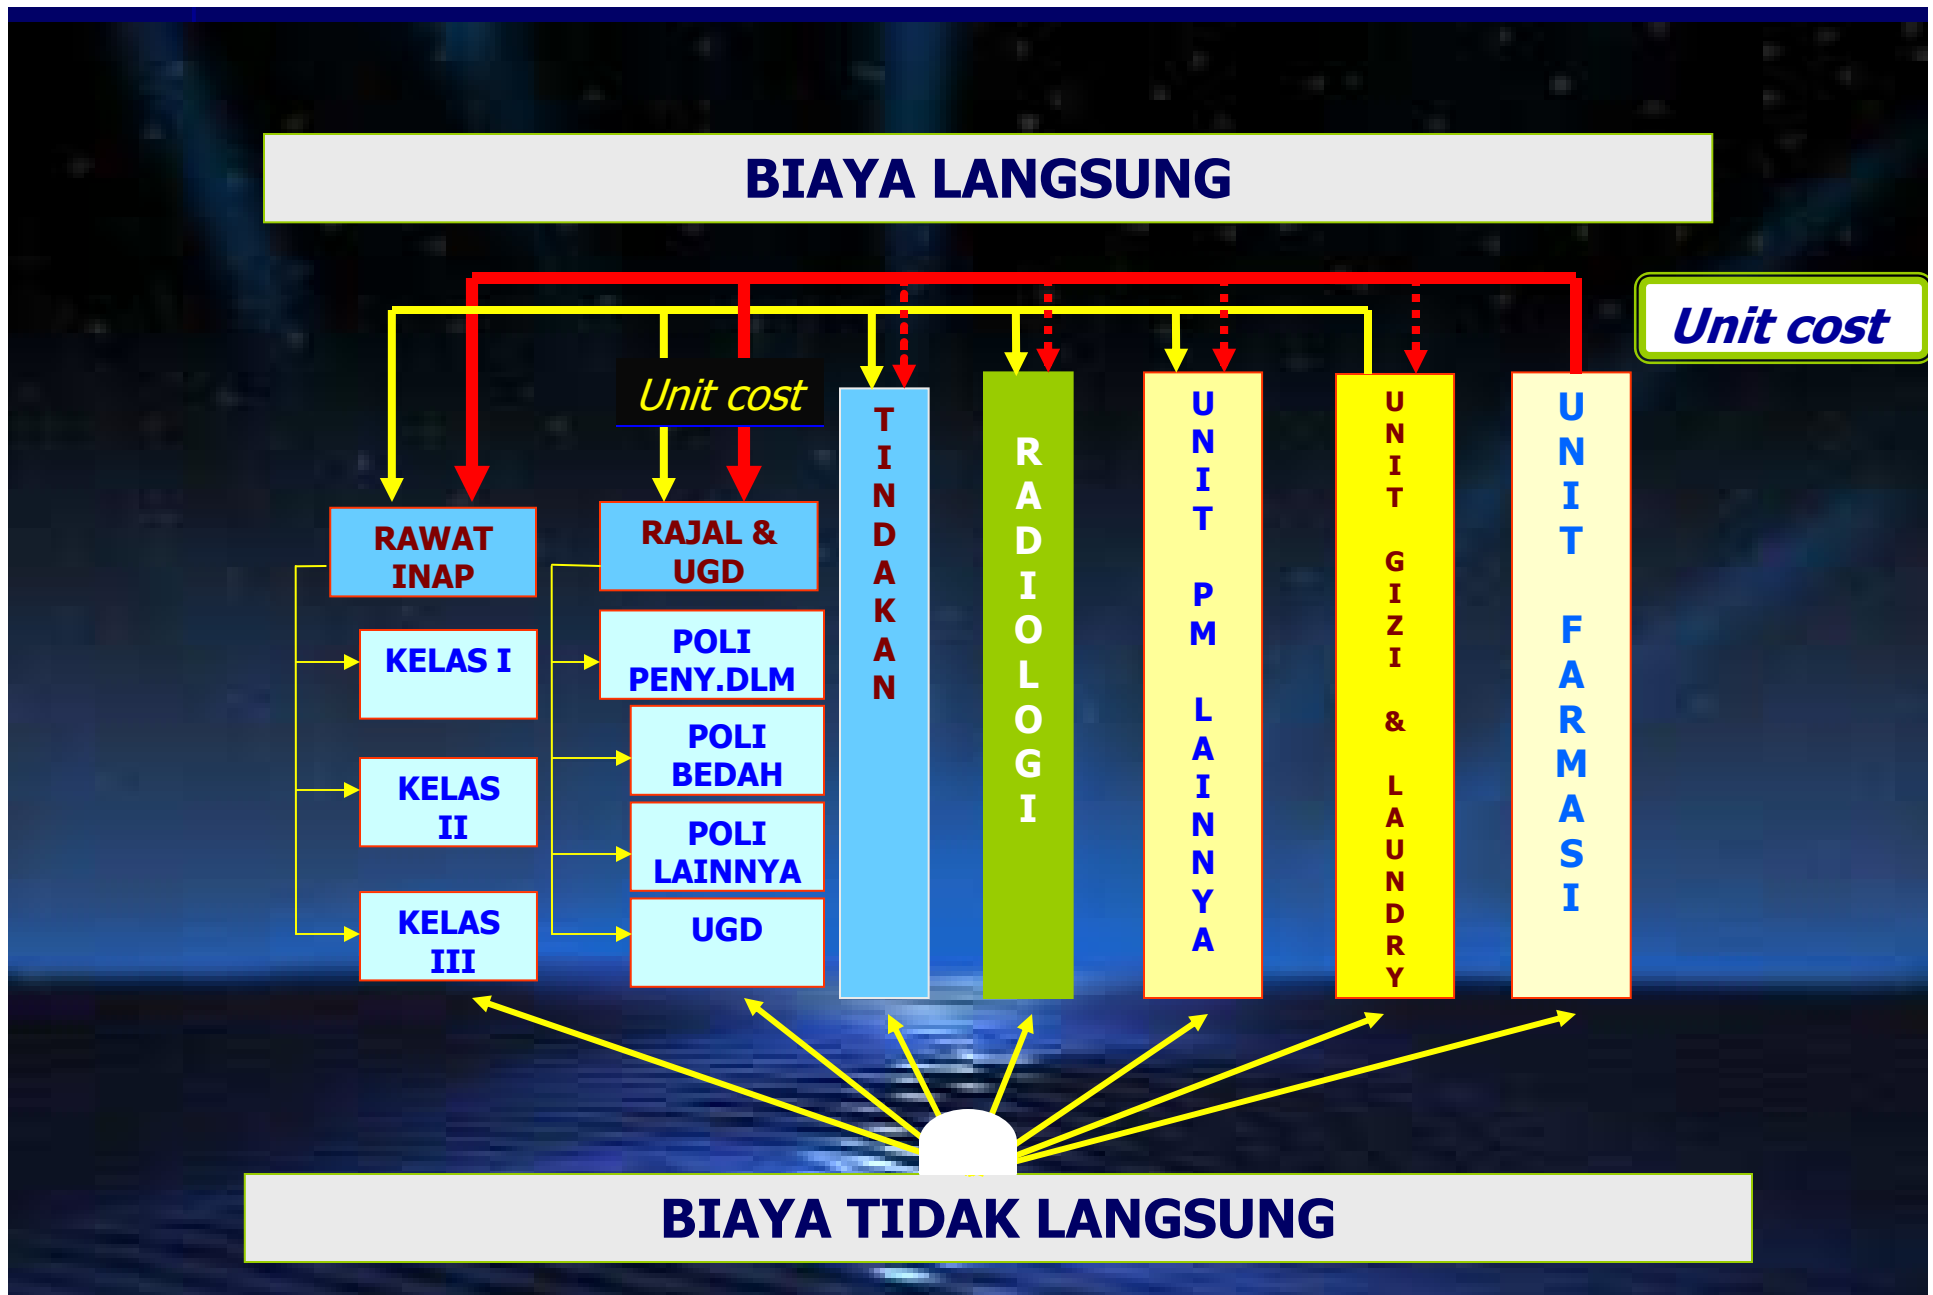 BIAYA LANGSUNG
Unit cost
Unit cost
RAWAT
INAP
KELAS I
KELAS
II
KELAS
III
RAJAL &
UGD
POLI
PENY.DLM
POLI
BEDAH
POLI
LAINNYA
UGD
TINDAKAN
RADIOLOGI
UNIT PM LAINNYA
UNIT GIZI & LAUNDRY
UNIT FARMASI
BIAYA TIDAK LANGSUNG